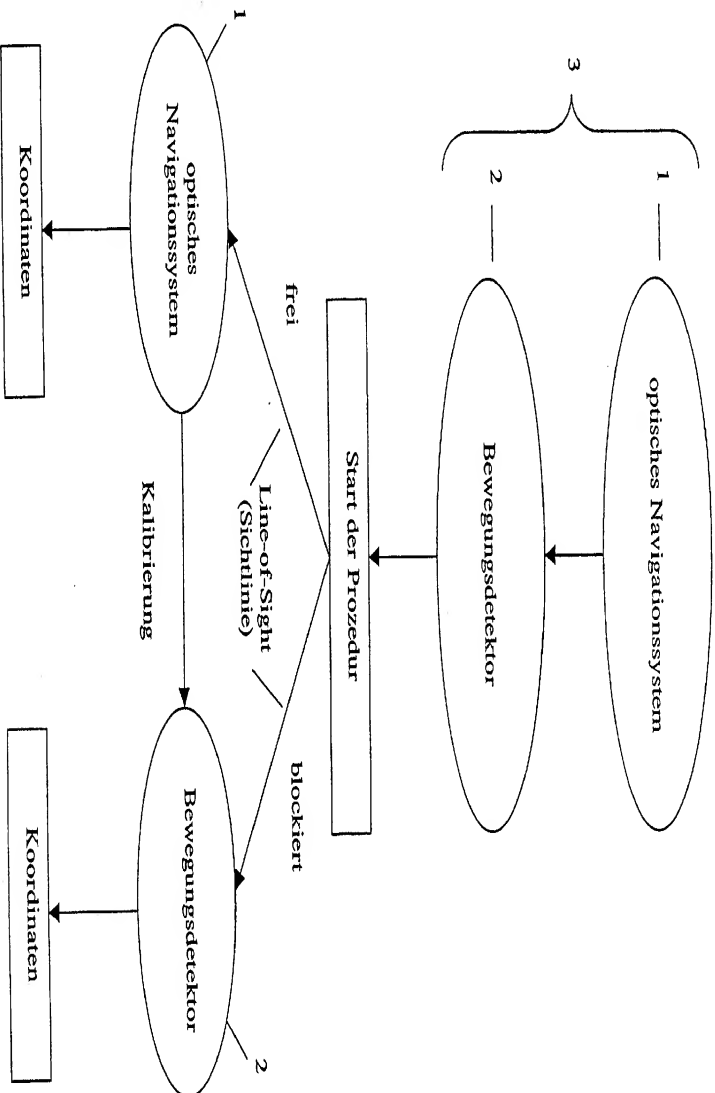 3
1
optisches Navigationssystem
2
Bewegungsdetektor
Start der Prozedur
frei
Line-of-Sight
(Sichtlinie)
blockiert
1
optisches
Navigationssystem
Kalibrierung
Bewegungsdetektor
2
Koordinaten
Koordinaten